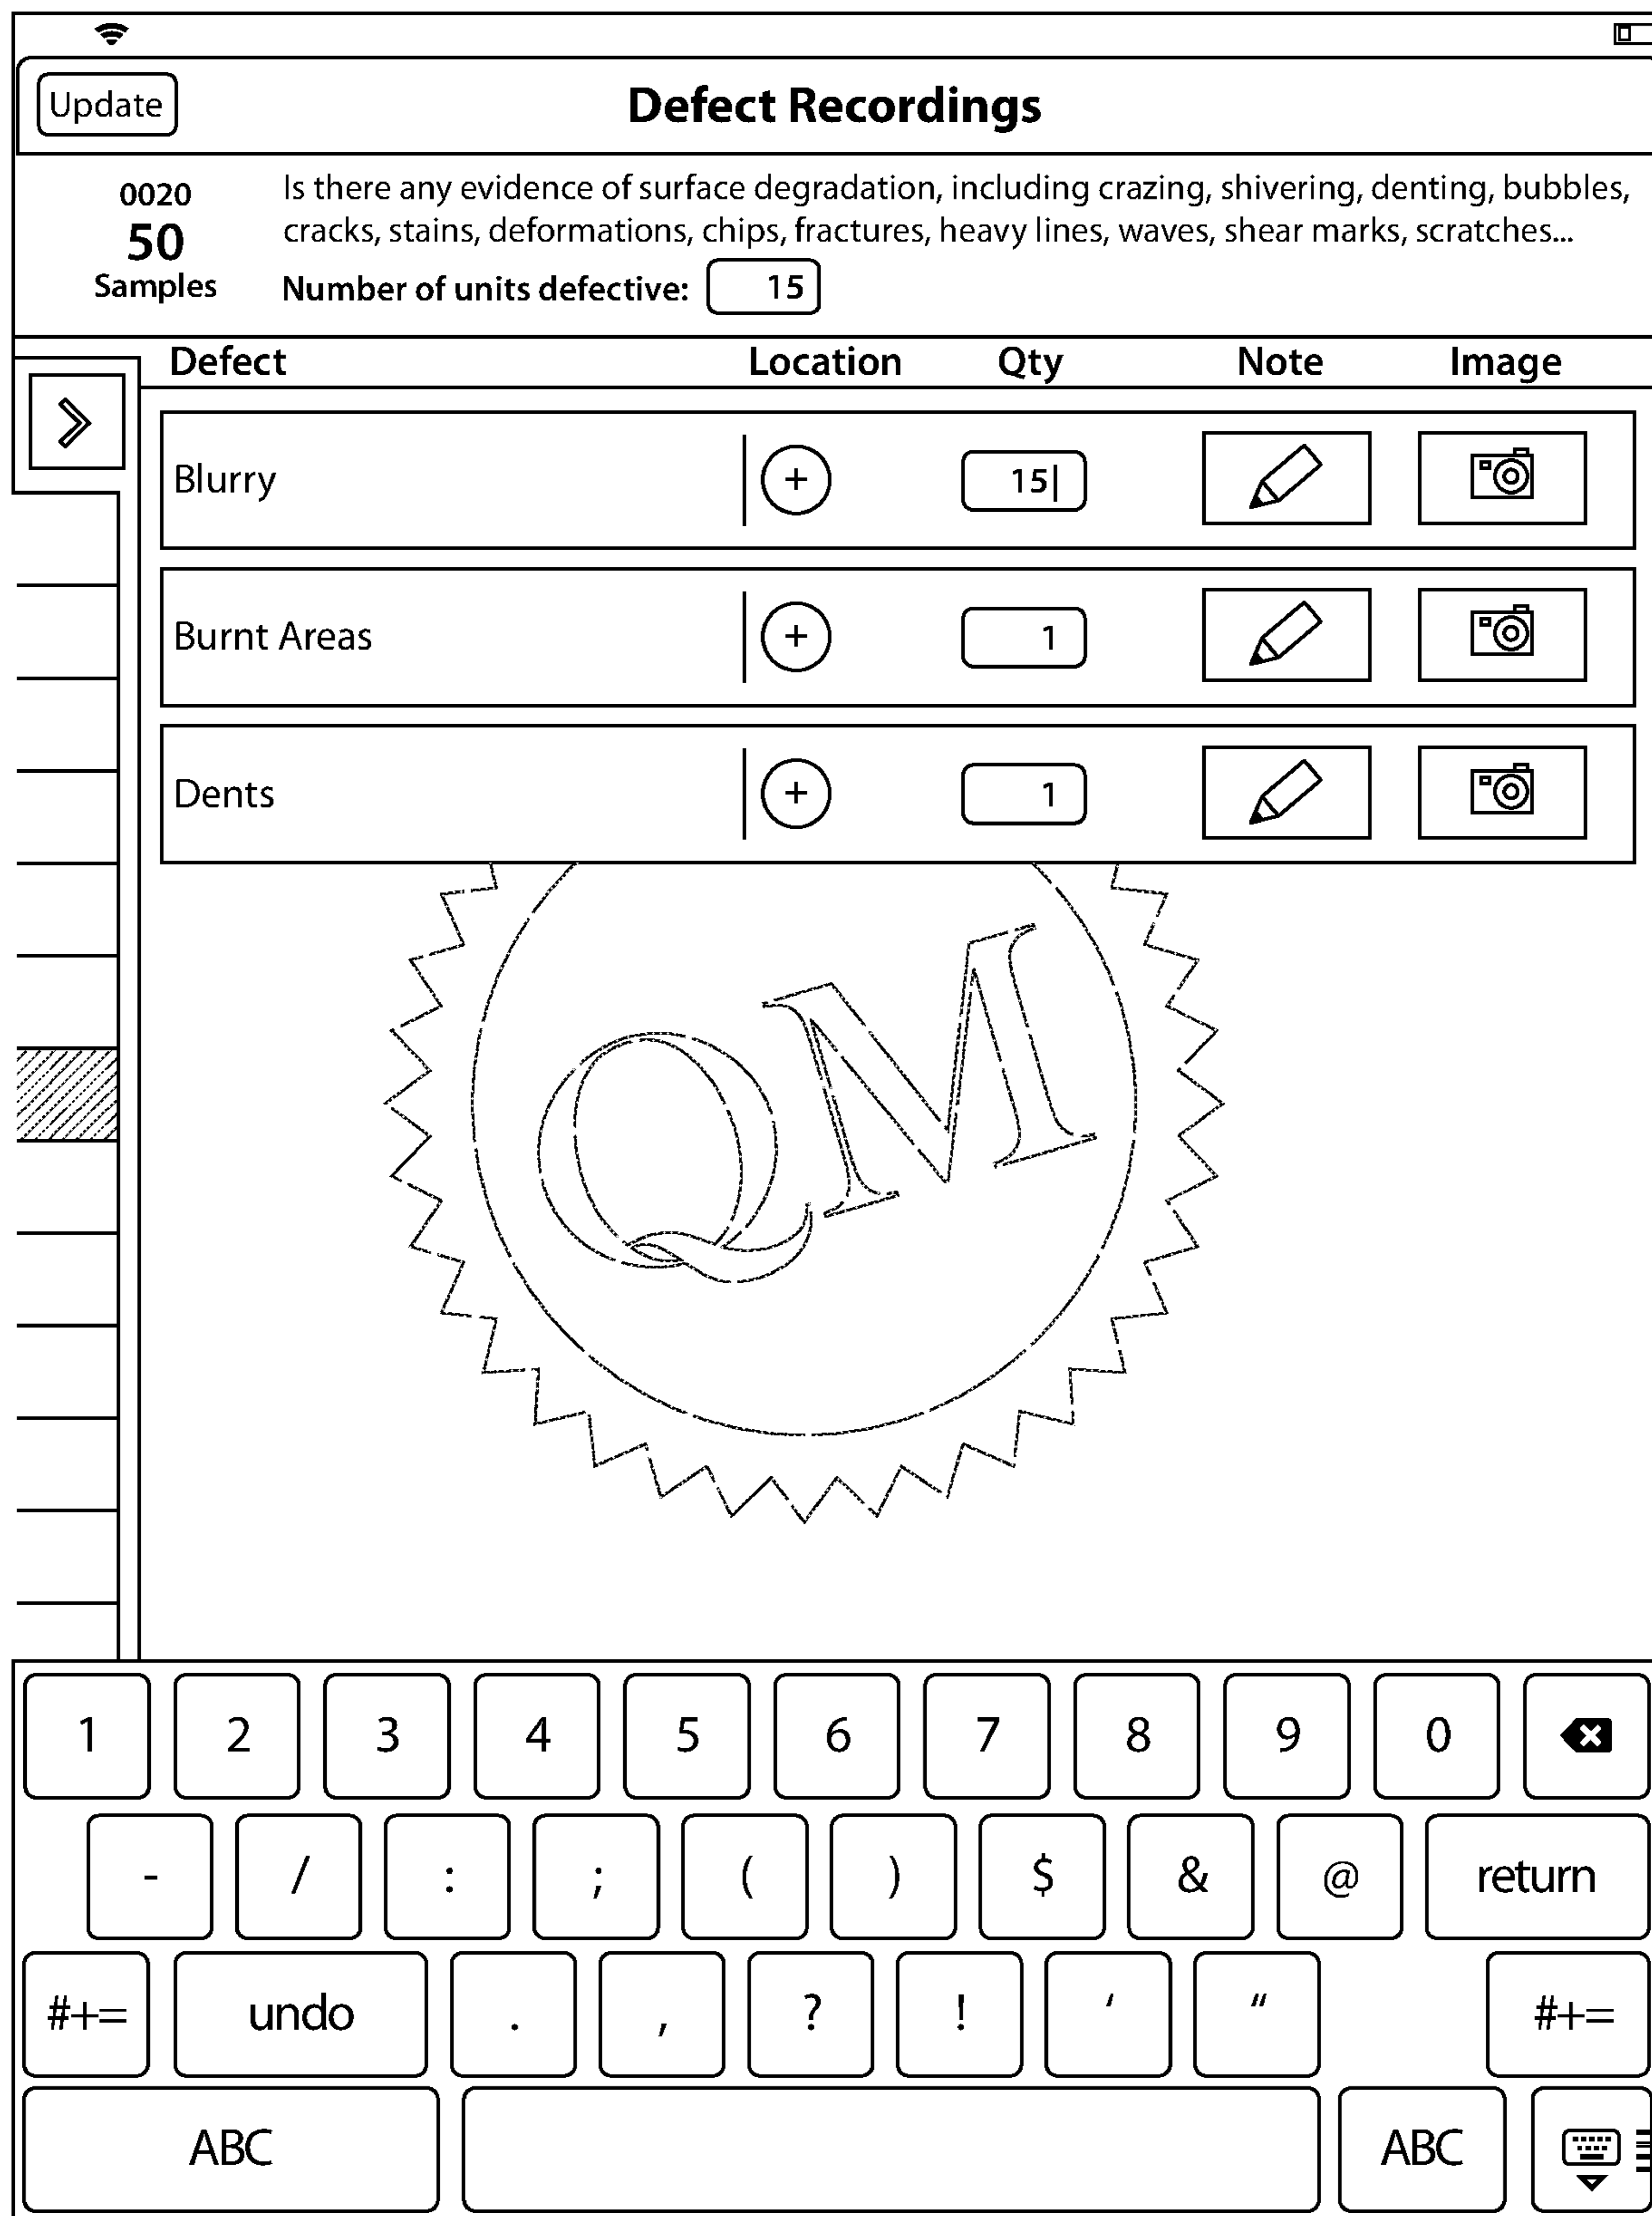 Update
Defect Recordings
0020
50
Samples
Is there any evidence of surface degradation, including crazing, shivering, denting, bubbles,
cracks, stains, deformations, chips, fractures, heavy lines, waves, shear marks, scratches...
Number of units defective: 15
Defect Location Qty Note Image
Blurry + 15
Burnt Areas + 1
Dents + 1
QM
1 2 3 4 5 6 7 8 9 0
- / : ; ( ) $ & @ return
#+= undo . , ? ! ‘ “ #+=
ABC ABC